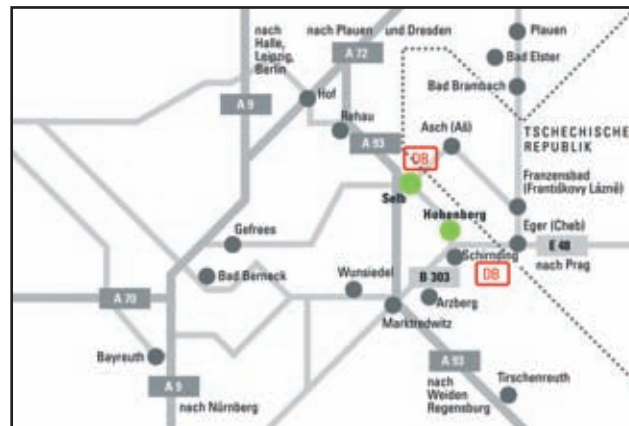 nach
Halle,
Leipzig,
Berlin
nach Plauen und Dresden
A 72
Plauen
Bad Elster
Bad Brambach
A 9
Hof
Rehau
A 93
Asch (Aš)
TSCHECHISCHE
REPUBLIK
DB
Selb
Franzensbad
(Františkovy Lázně)
Hohenberg
Eger (Cheb)
E 48
nach Prag
Gefrees
Schirnding
DB
Bad Berneck
Wunsiedel
B 303
Arzberg
A 70
Marktredwitz
Bayreuth
A 93
nach
Weiden
Regensburg
Tirschenreuth
A 9
nach Nürnberg